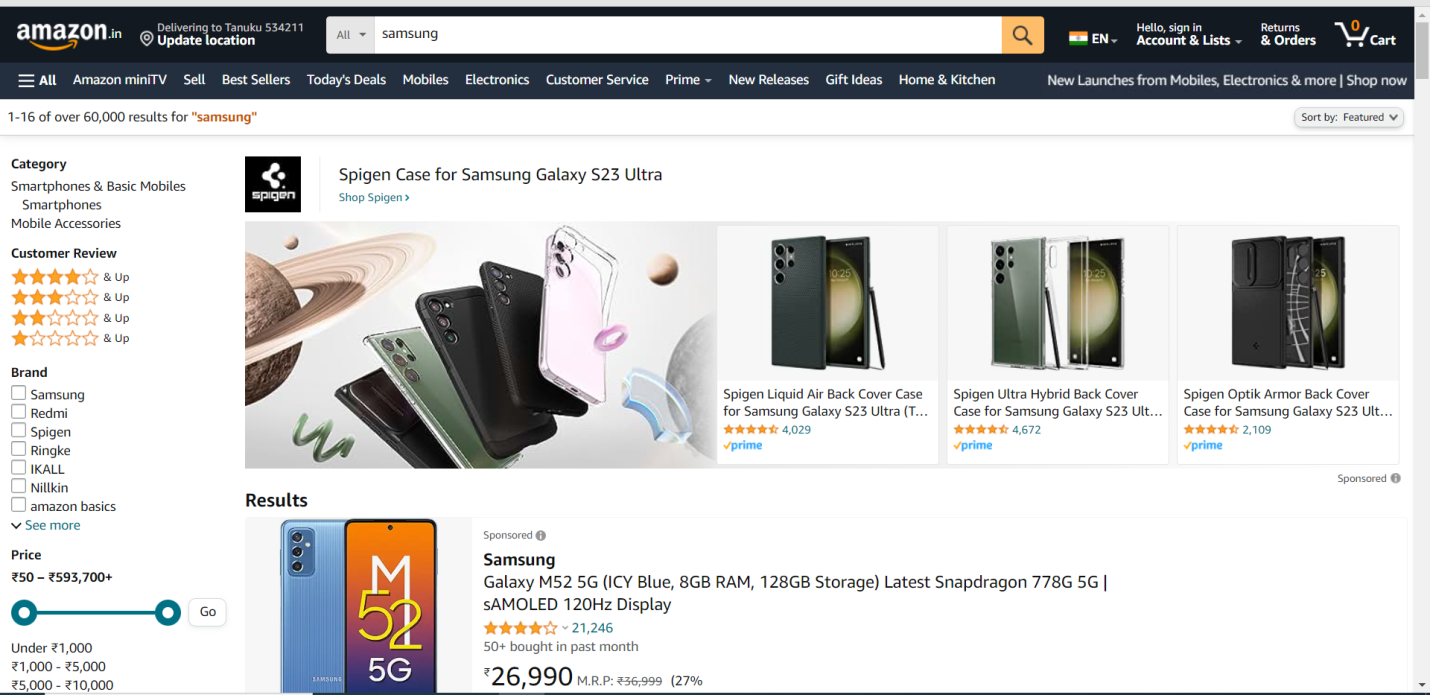 amazon.in
Delivering to Tanuku 534211
Update location
All
samsung
EN
Hello, sign in
Account & Lists
Returns
& Orders
0
Cart
All
Amazon miniTV
Sell
Best Sellers
Today's Deals
Mobiles
Electronics
Customer Service
Prime
New Releases
Gift Ideas
Home & Kitchen
New Launches from Mobiles, Electronics & more | Shop now
1-16 of over 60,000 results for "samsung"
Sort by: Featured
Category
Smartphones & Basic Mobiles
Smartphones
Mobile Accessories
Customer Review
& Up
& Up
& Up
& Up
Brand
Samsung
Redmi
Spigen
Ringke
IKALL
Nillkin
amazon basics
See more
Price
₹50 – ₹593,700+
Go
Under ₹1,000
₹1,000 - ₹5,000
₹5,000 - ₹10,000
spigen
Spigen Case for Samsung Galaxy S23 Ultra
Shop Spigen
10:25
Spigen Liquid Air Back Cover Case
for Samsung Galaxy S23 Ultra (T...
4,029
prime
10:25
Spigen Ultra Hybrid Back Cover
Case for Samsung Galaxy S23 Ult...
4,672
prime
25
Spigen Optik Armor Back Cover
Case for Samsung Galaxy S23 Ult...
2,109
prime
Sponsored
Results
M
52
5G
SAMSUNG
Sponsored
Samsung
Galaxy M52 5G (ICY Blue, 8GB RAM, 128GB Storage) Latest Snapdragon 778G 5G |
sAMOLED 120Hz Display
21,246
50+ bought in past month
₹26,990 M.R.P: ₹36,999 (27%